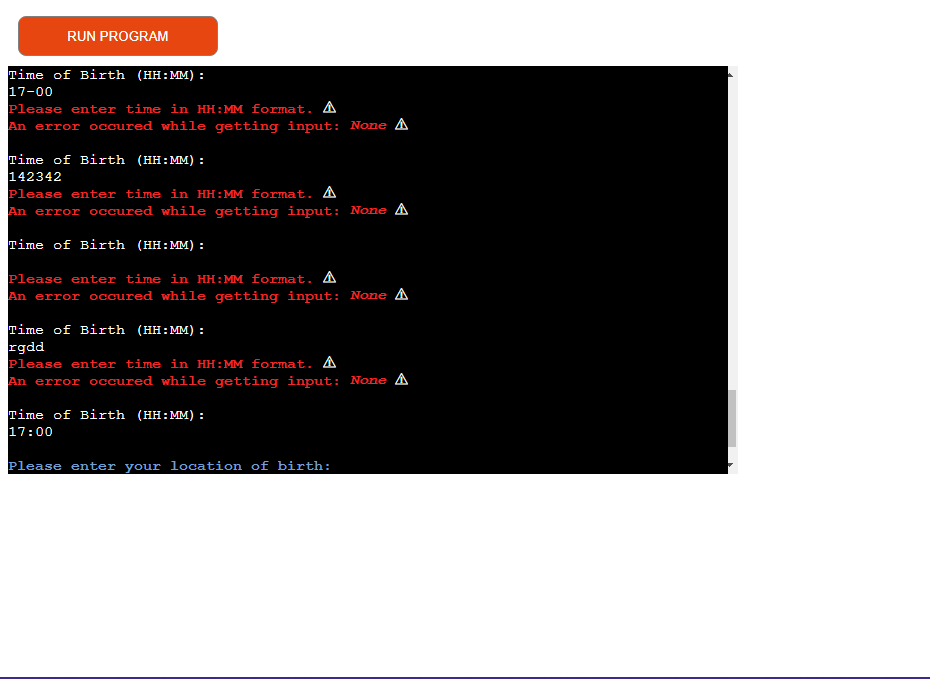 RUN PROGRAM
Time of Birth (HH:MM):
17-00
Please enter time in HH:MM format. ⚠
An error occured while getting input: None ⚠
Time of Birth (HH:MM):
142342
Please enter time in HH:MM format. ⚠
An error occured while getting input: None ⚠
Time of Birth (HH:MM):
Please enter time in HH:MM format. ⚠
An error occured while getting input: None ⚠
Time of Birth (HH:MM):
rgdd
Please enter time in HH:MM format. ⚠
An error occured while getting input: None ⚠
Time of Birth (HH:MM):
17:00
Please enter your location of birth: